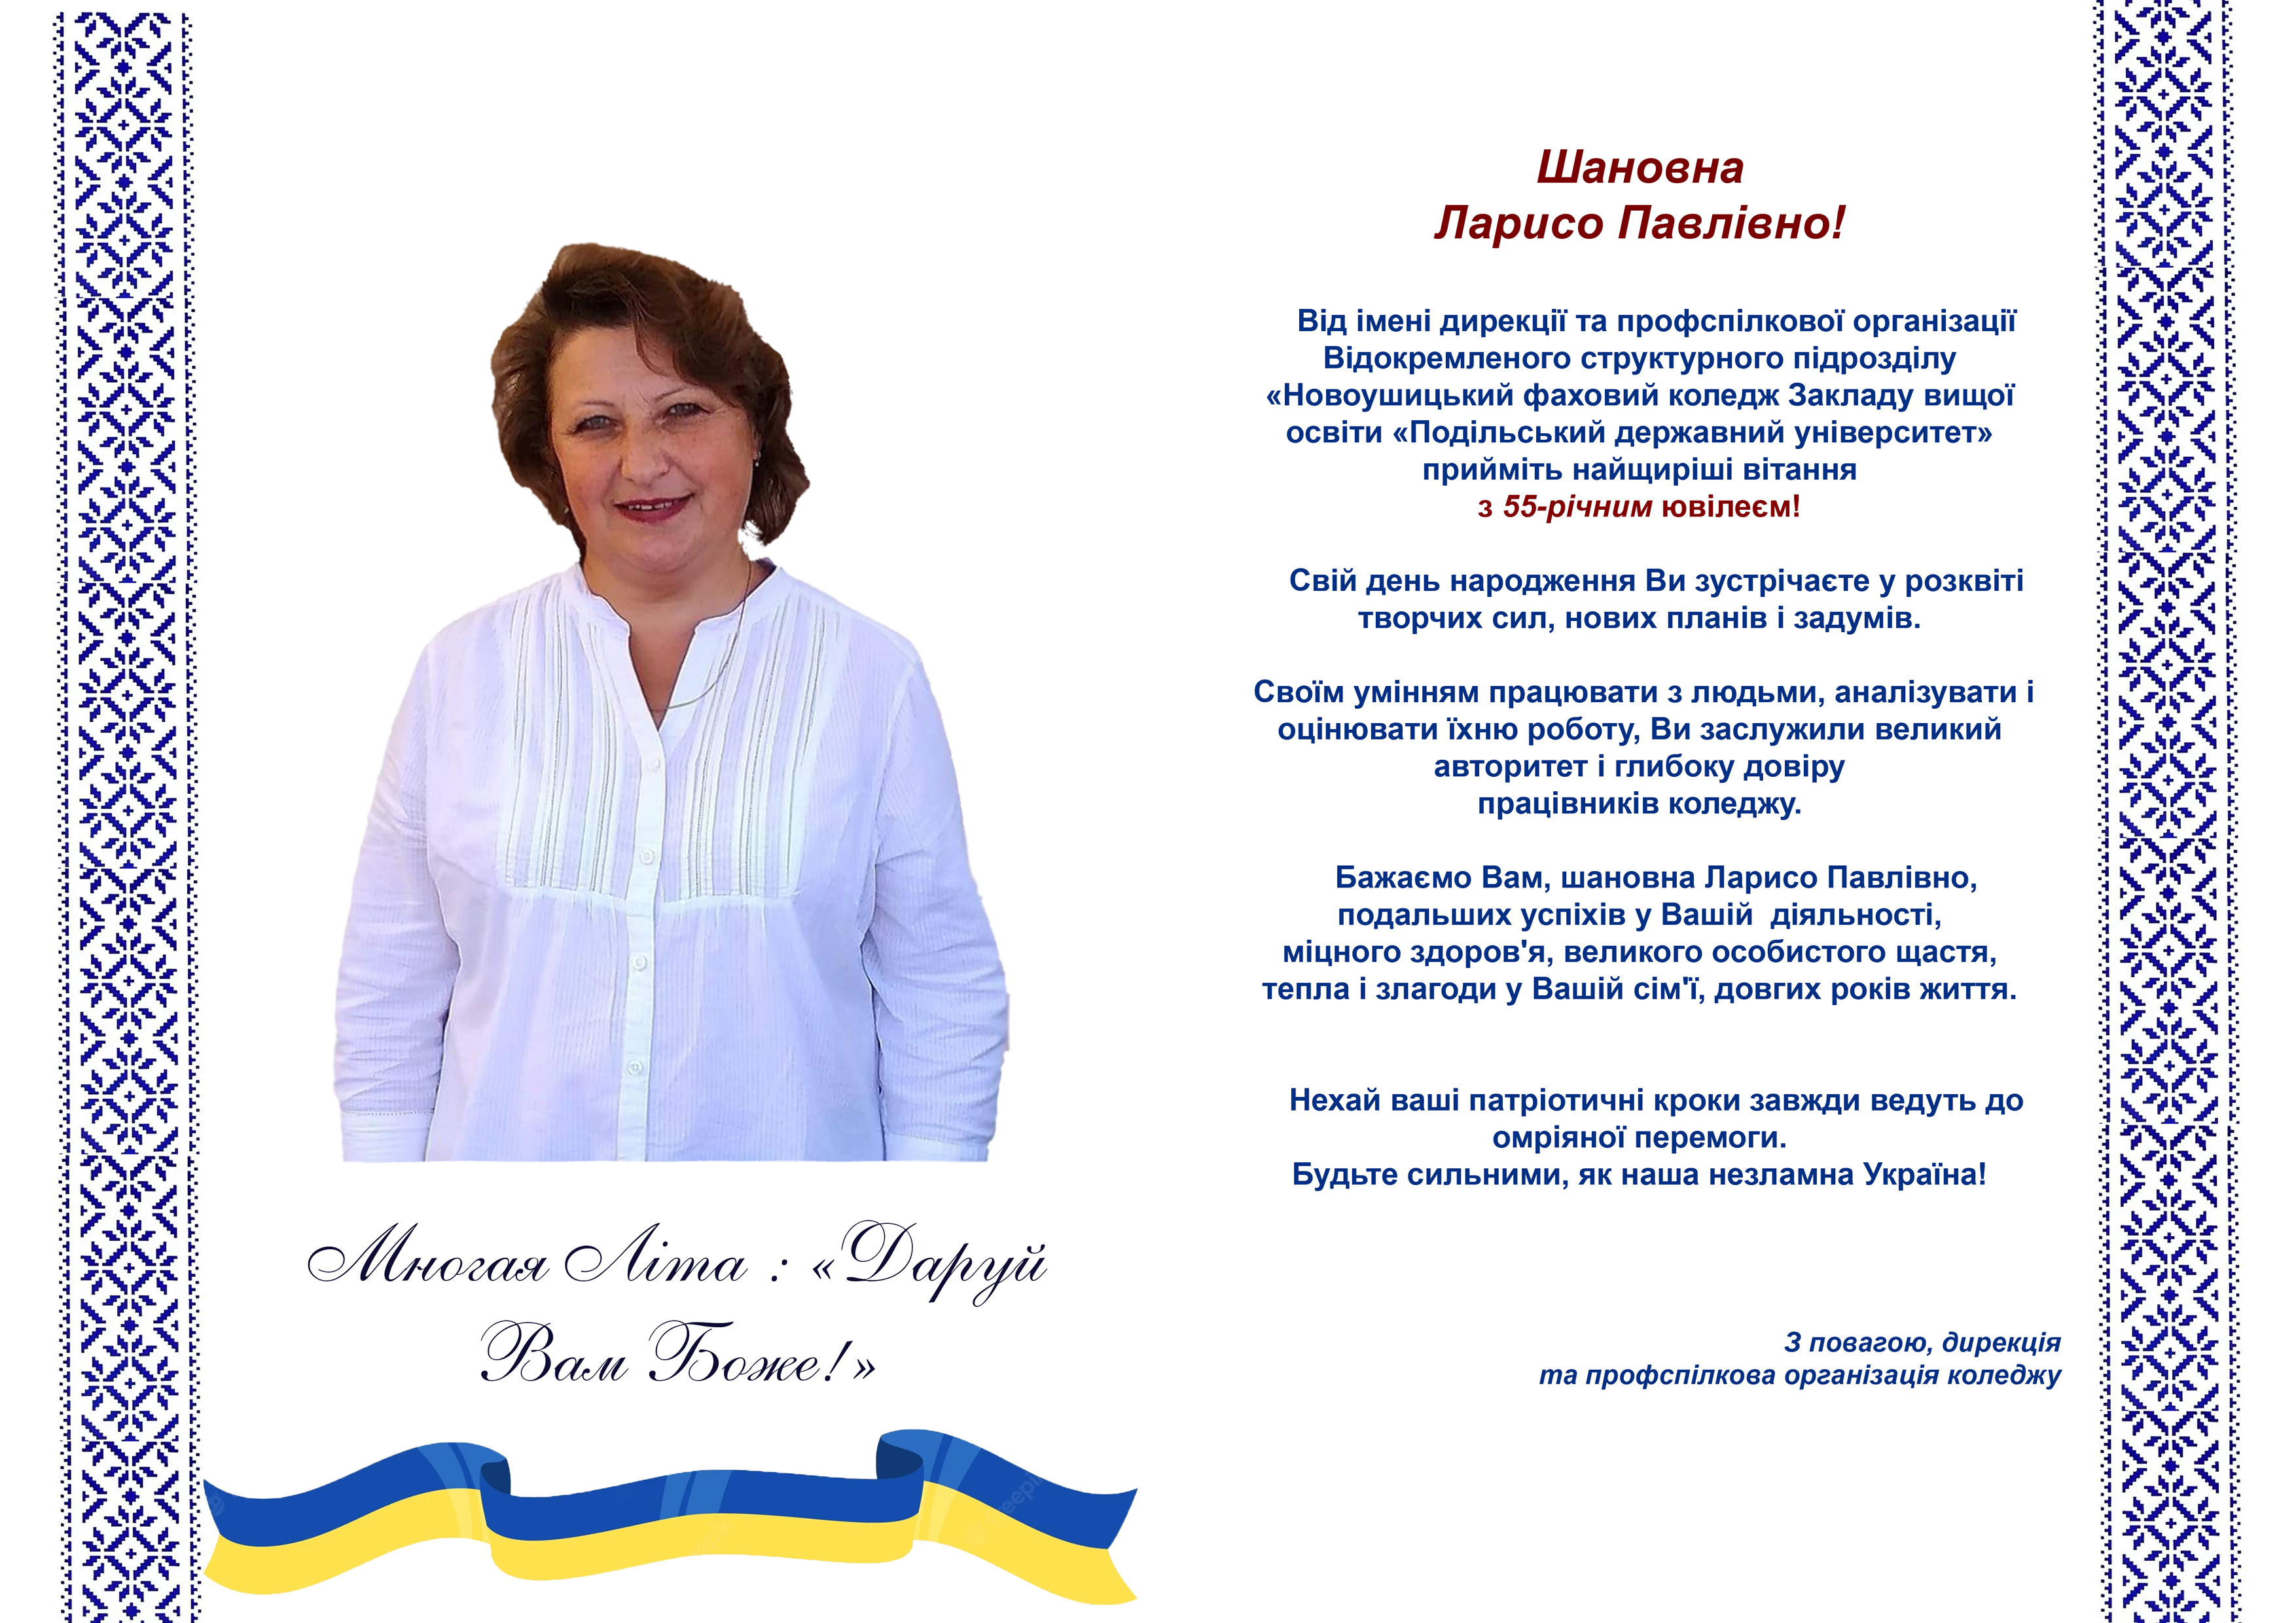 Шановна
Ларисо Павлівно!
Від імені дирекції та профспілкової організації
Відокремленого структурного підрозділу
«Новоушицький фаховий коледж Закладу вищої
освіти «Подільський державний університет»
прийміть найщиріші вітання
з 55-річним ювілеєм!
Свій день народження Ви зустрічаєте у розквіті
творчих сил, нових планів і задумів.
Своїм умінням працювати з людьми, аналізувати і
оцінювати їхню роботу, Ви заслужили великий
авторитет і глибоку довіру
працівників коледжу.
Бажаємо Вам, шановна Ларисо Павлівно,
подальших успіхів у Вашій  діяльності,
міцного здоров'я, великого особистого щастя,
тепла і злагоди у Вашій сім'ї, довгих років життя.
Нехай ваші патріотичні кроки завжди ведуть до
омріяної перемоги.
Будьте сильними, як наша незламна Україна!
З повагою, дирекція
та профспілкова організація коледжу
Многая Літа : «Даруй
Вам Боже!»